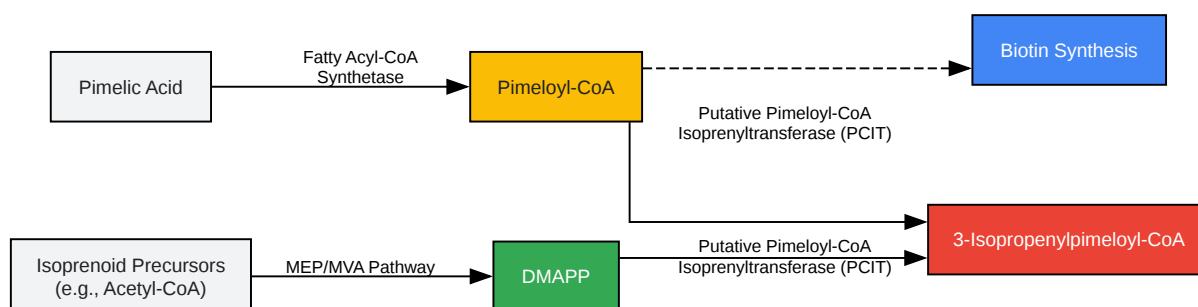 Fatty Acyl-CoA
Synthetase
Pimelic Acid
Pimeloyl-CoA
Biotin Synthesis
Putative Pimeloyl-CoA
Isoprenyltransferase (PCIT)
Isoprenoid Precursors
(e.g., Acetyl-CoA)
MEP/MVA Pathway
DMAPP
Putative Pimeloyl-CoA
Isoprenyltransferase (PCIT)
3-Isopropenylpimeloyl-CoA